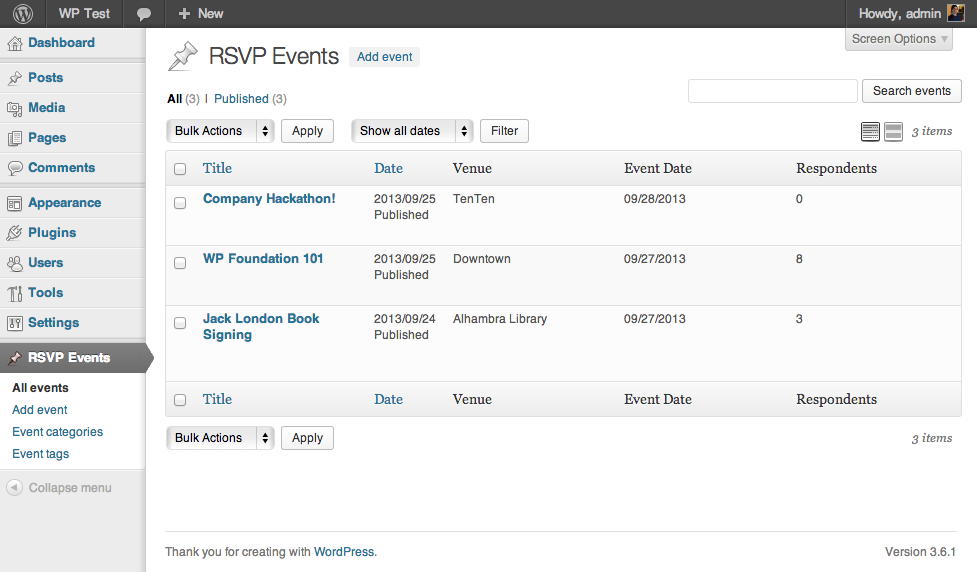 WP Test
New
Howdy, admin
Screen Options
Dashboard
Posts
Media
Pages
Comments
Appearance
Plugins
Users
Tools
Settings
RSVP Events
All events
Add event
Event categories
Event tags
Collapse menu
RSVP Events Add event
All (3) | Published (3)
Search events
Bulk Actions Apply Show all dates Filter 3 items
Title Date Venue Event Date Respondents
Company Hackathon! 2013/09/25 TenTen 09/28/2013 0
Published
WP Foundation 101 2013/09/25 Downtown 09/27/2013 8
Published
Jack London Book 2013/09/24 Alhambra Library 09/27/2013 3
Signing Published
Title Date Venue Event Date Respondents
Bulk Actions Apply 3 items
Thank you for creating with WordPress. Version 3.6.1